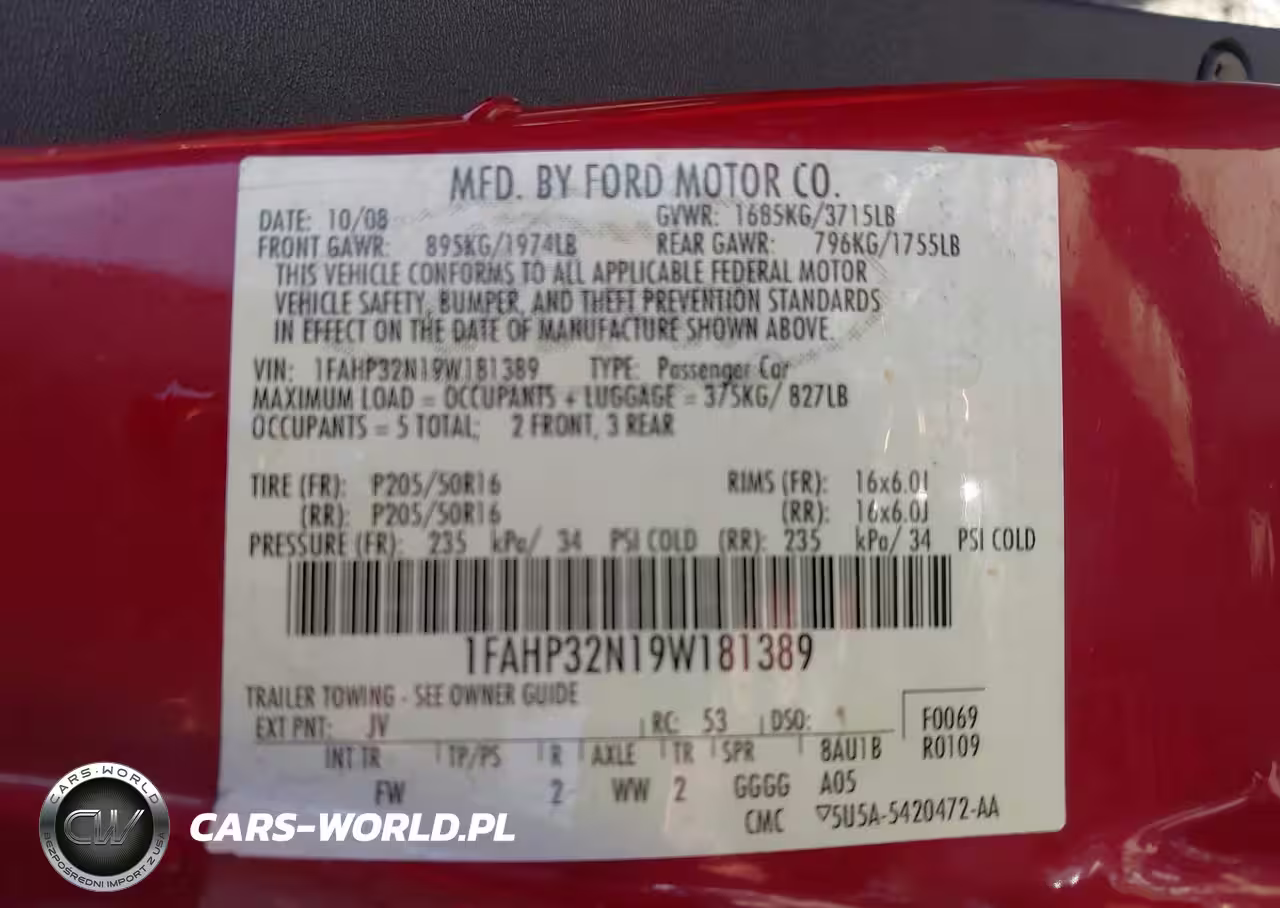 MFD. BY FORD MOTOR CO.
DATE: 10/08 GVWR: 1685KG/3715LB
FRONT GAWR: 895KG/1974LB REAR GAWR: 796KG/1755LB
THIS VEHICLE CONFORMS TO ALL APPLICABLE FEDERAL MOTOR
VEHICLE SAFETY, BUMPER, AND THEFT PREVENTION STANDARDS
IN EFFECT ON THE DATE OF MANUFACTURE SHOWN ABOVE.
VIN: 1FAHP32N19W181389 TYPE: Passenger Car
MAXIMUM LOAD = OCCUPANTS + LUGGAGE = 375KG/ 827LB
OCCUPANTS = 5 TOTAL; 2 FRONT, 3 REAR
TIRE (FR): P205/50R16 RIMS (FR): 16x6.0J
(RR): P205/50R16 (RR): 16x6.0J
PRESSURE (FR): 235 kPa/ 34 PSI COLD (RR): 235 kPa/ 34 PSI COLD
1FAHP32N19W181389
TRAILER TOWING - SEE OWNER GUIDE
EXT PNT: JV RC: 53 DSO: F0069
INT TR TP/PS R AXLE TR SPR 8AU1B R0109
FW 2 WW 2 GGGG A05
CMC ▽5U5A-5420472-AA
CARS-WORLD
CW
BEZPOŚREDNI IMPORT Z USA
CARS-WORLD.PL